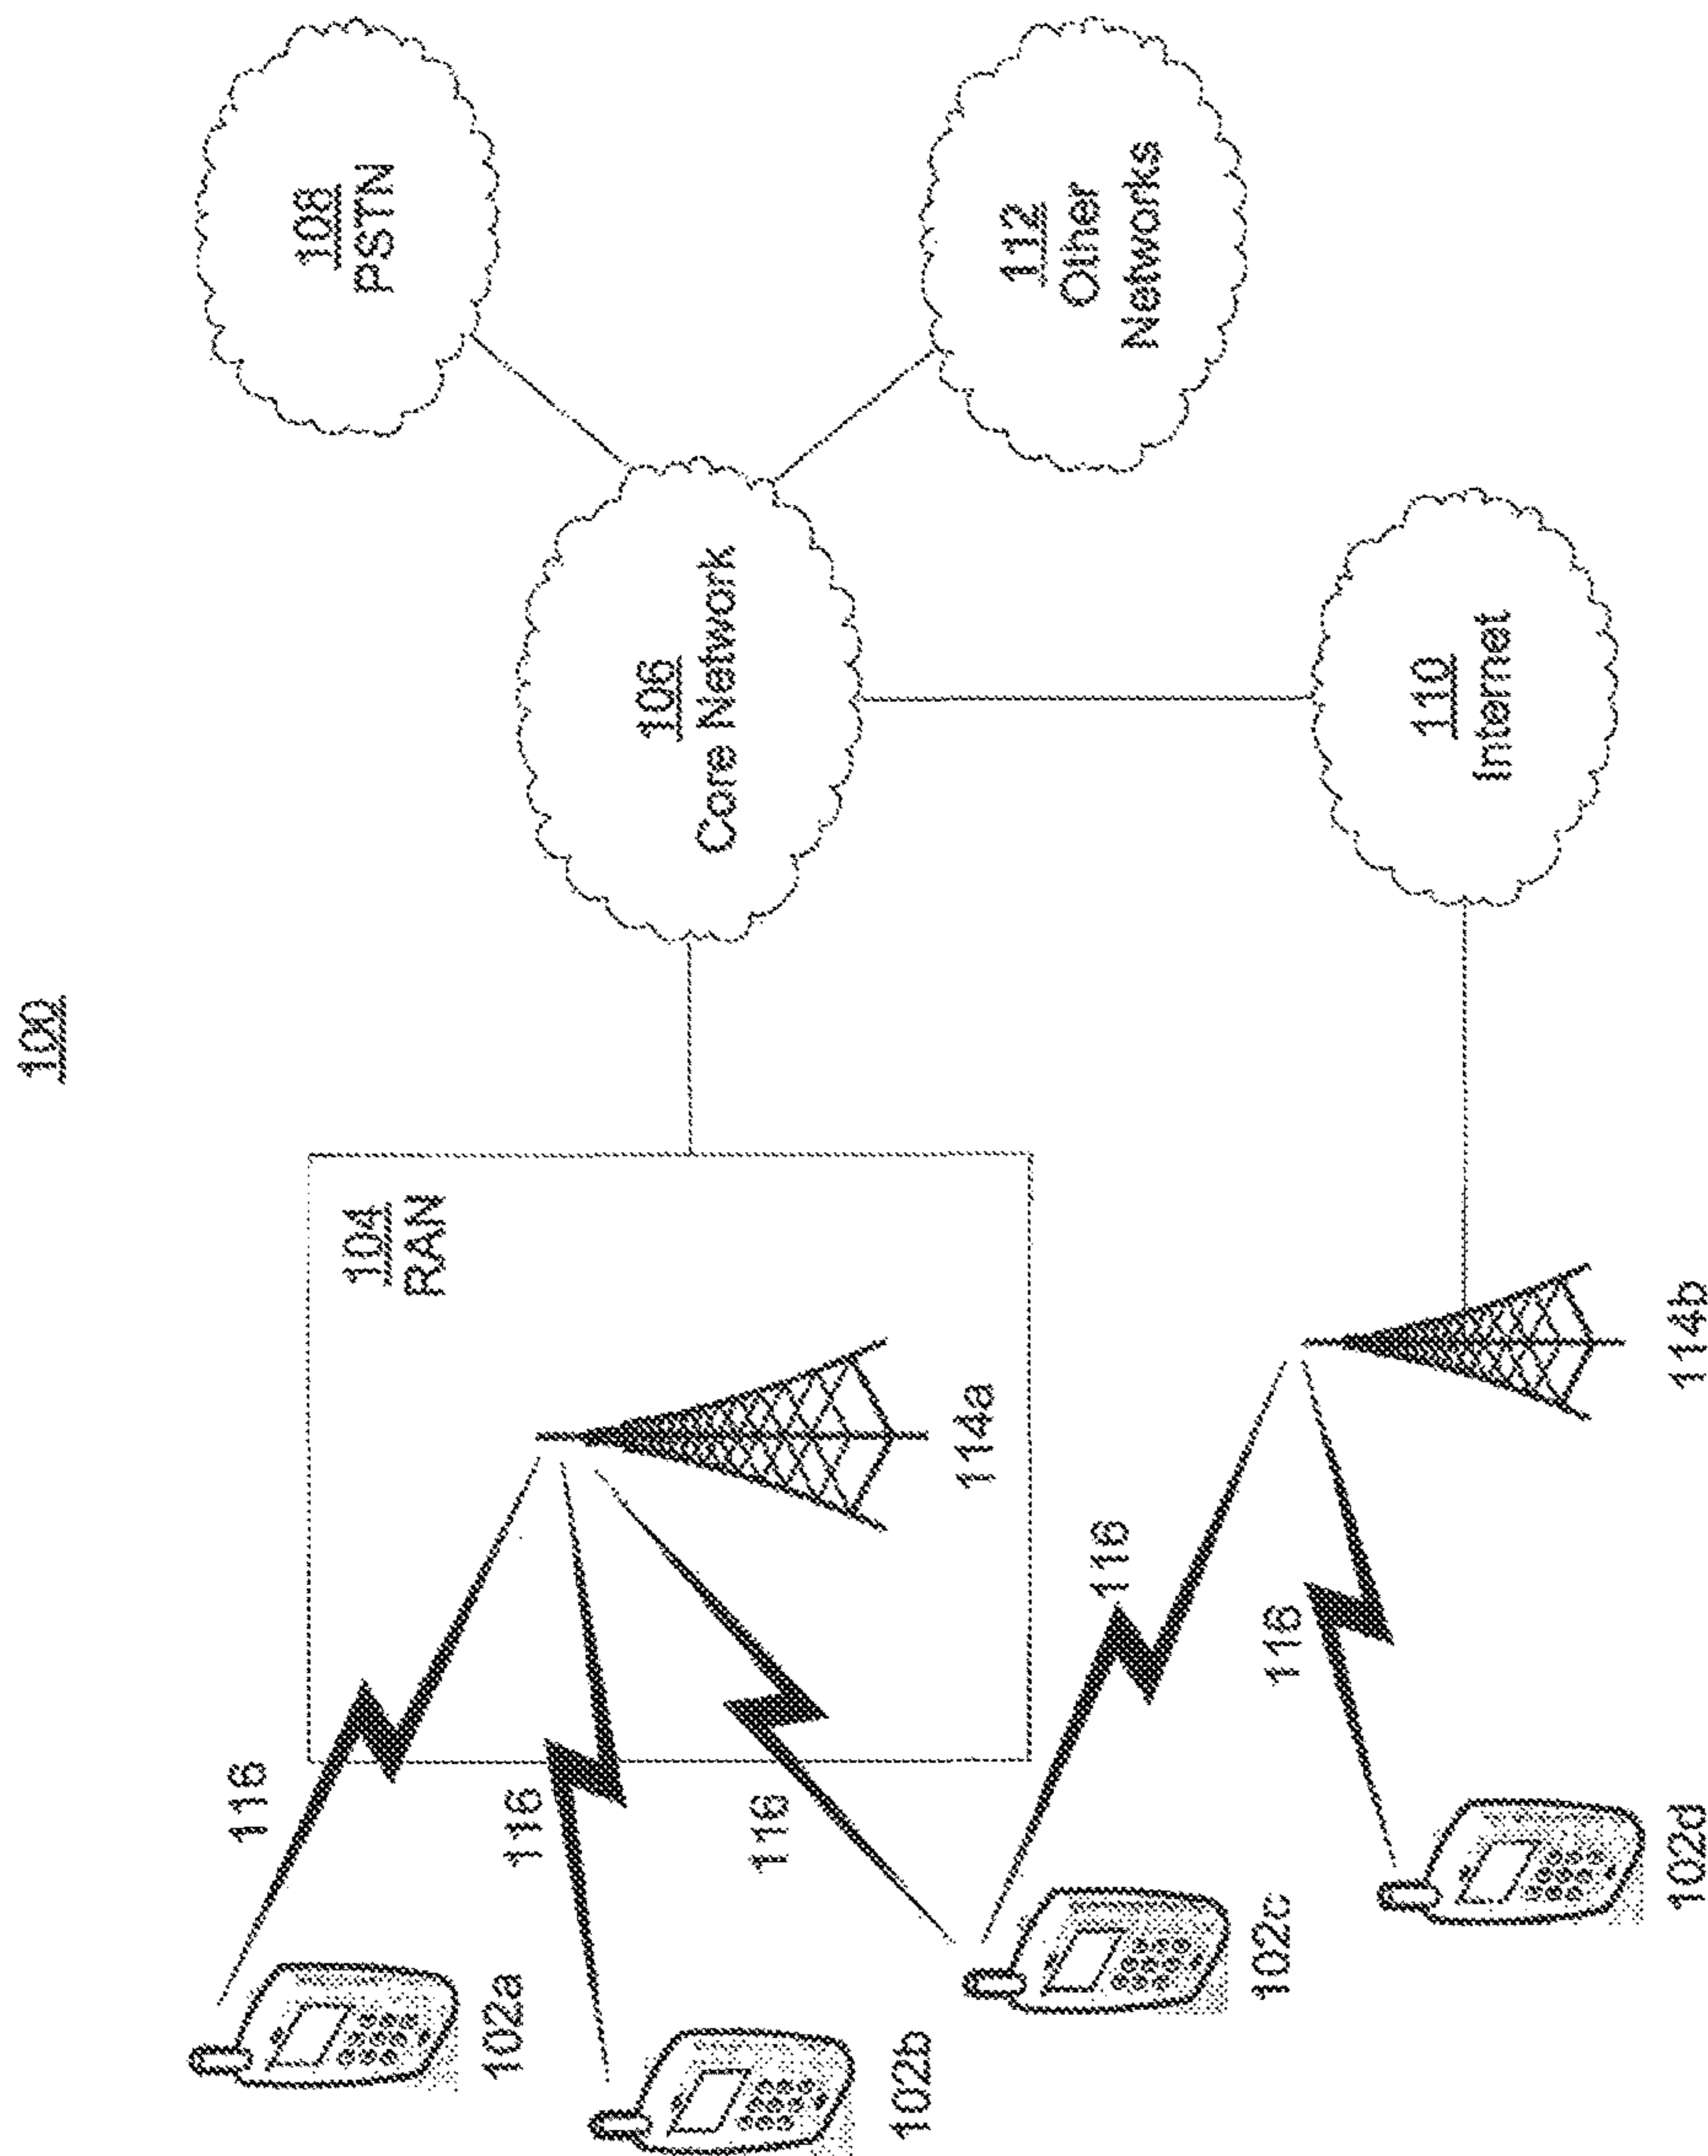 100
108
PSTN
104
RAN
106
Core Network
112
Other
Networks
110
Internet
116
116
116
116
116
114a
114b
102a
102b
102c
102d